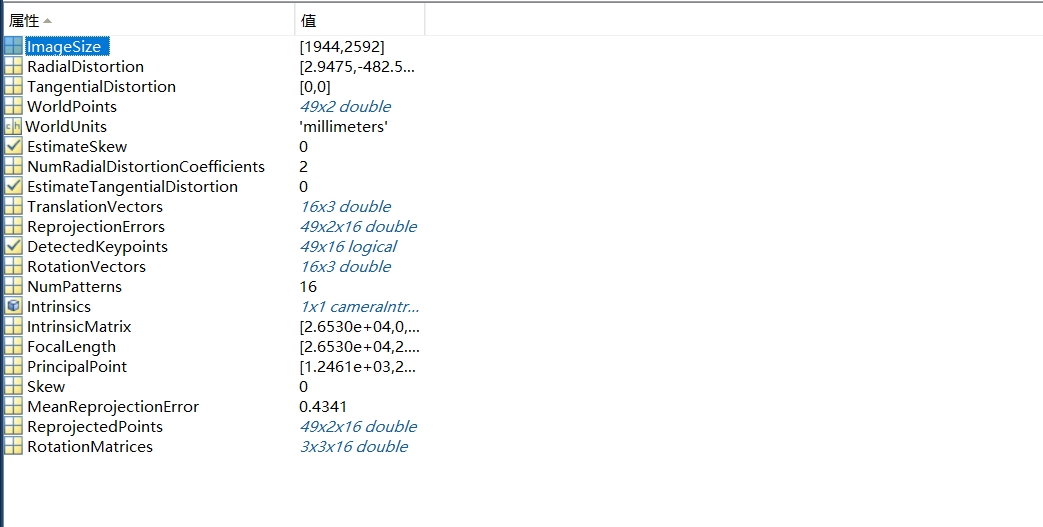 属性 值
ImageSize [1944,2592]
RadialDistortion [2.9475,-482.5...
TangentialDistortion [0,0]
WorldPoints 49x2 double
ch WorldUnits 'millimeters'
EstimateSkew 0
NumRadialDistortionCoefficients 2
EstimateTangentialDistortion 0
TranslationVectors 16x3 double
ReprojectionErrors 49x2x16 double
DetectedKeypoints 49x16 logical
RotationVectors 16x3 double
NumPatterns 16
Intrinsics 1x1 cameraIntr...
IntrinsicMatrix [2.6530e+04,0,...
FocalLength [2.6530e+04,2....
PrincipalPoint [1.2461e+03,2...
Skew 0
MeanReprojectionError 0.4341
ReprojectedPoints 49x2x16 double
RotationMatrices 3x3x16 double